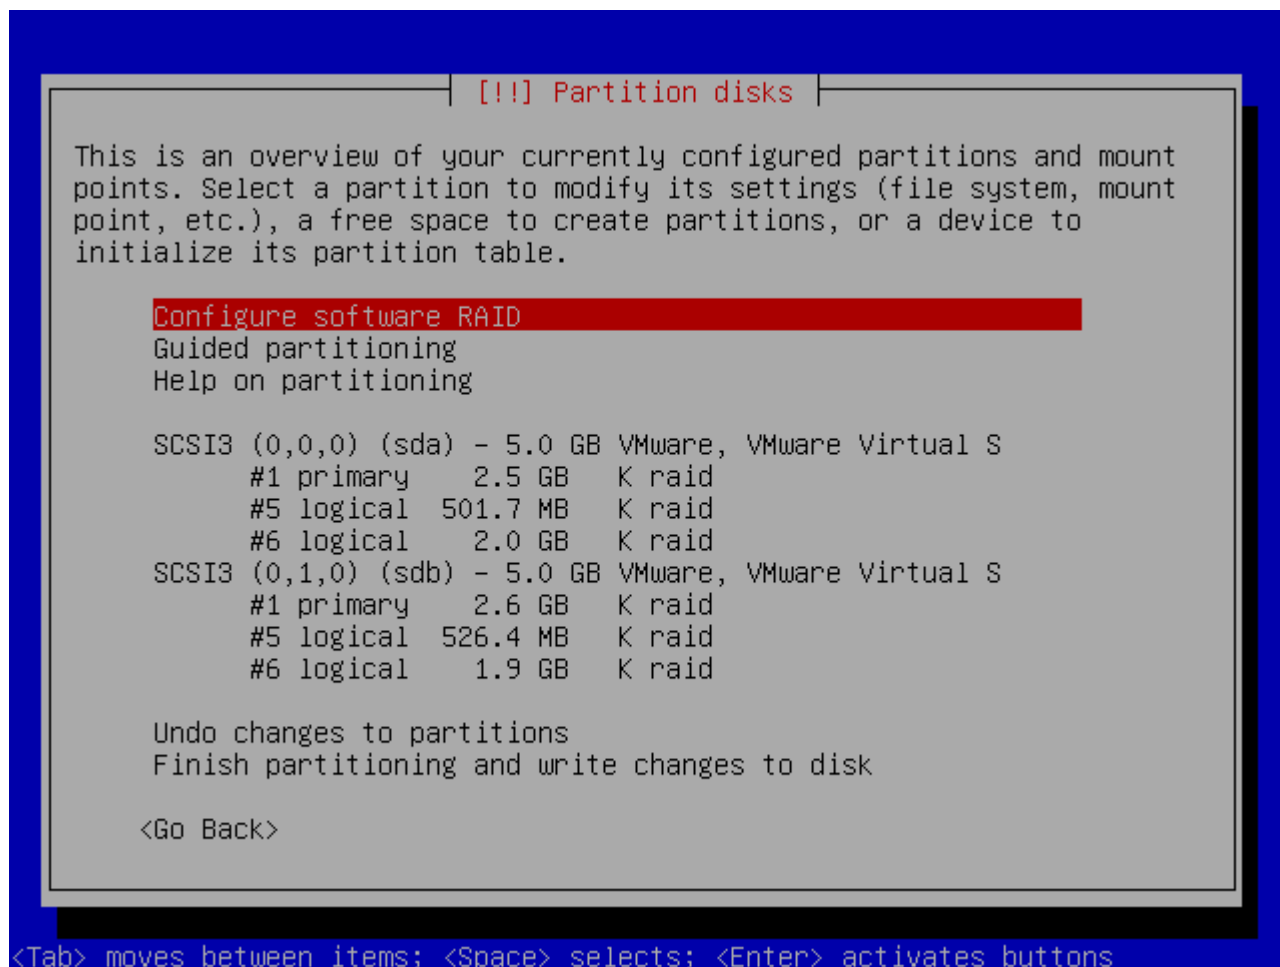 [!!] Partition disks
This is an overview of your currently configured partitions and mount
points. Select a partition to modify its settings (file system, mount
point, etc.), a free space to create partitions, or a device to
initialize its partition table.
Configure software RAID
Guided partitioning
Help on partitioning
SCSI3 (0,0,0) (sda) - 5.0 GB VMware, VMware Virtual S
#1 primary 2.5 GB K raid
#5 logical 501.7 MB K raid
#6 logical 2.0 GB K raid
SCSI3 (0,1,0) (sdb) - 5.0 GB VMware, VMware Virtual S
#1 primary 2.6 GB K raid
#5 logical 526.4 MB K raid
#6 logical 1.9 GB K raid
Undo changes to partitions
Finish partitioning and write changes to disk
<Go Back>
<Tab> moves between items; <Space> selects; <Enter> activates buttons